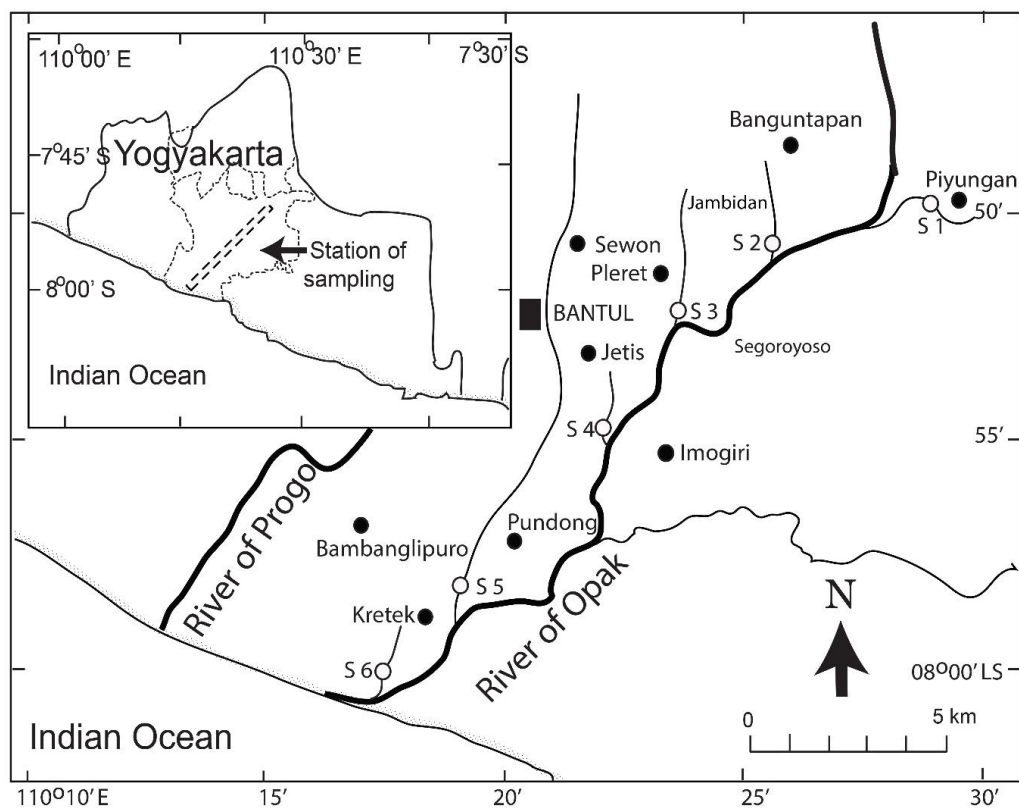 110° 00' E
110° 30' E
7° 30' S
7° 45' S
Yogyakarta
Station of
sampling
8° 00' S
Indian Ocean
Banguntapan
Piyungan
50'
S 1
Jambidan
S 2
Sewon
Pleret
BANTUL
S 3
Segoroyoso
Jetis
S 4
55'
Imogiri
River of Progo
Pundong
Bambanglipuro
River of Opak
S 5
Kretek
N
S 6
08° 00' LS
0
5 km
Indian Ocean
110° 10' E
15'
20'
25'
30'